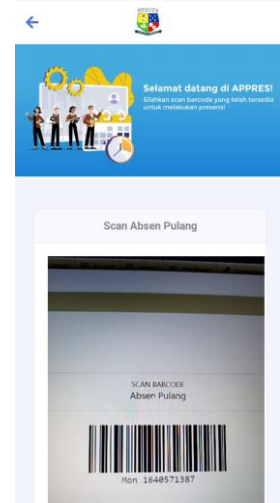 Selamat datang di APPRES!
Silahkan scan barcode yang telah tersedia
untuk melakukan presensi
Scan Absen Pulang
SCAN BARCODE
Absen Pulang
Mon 1640571387